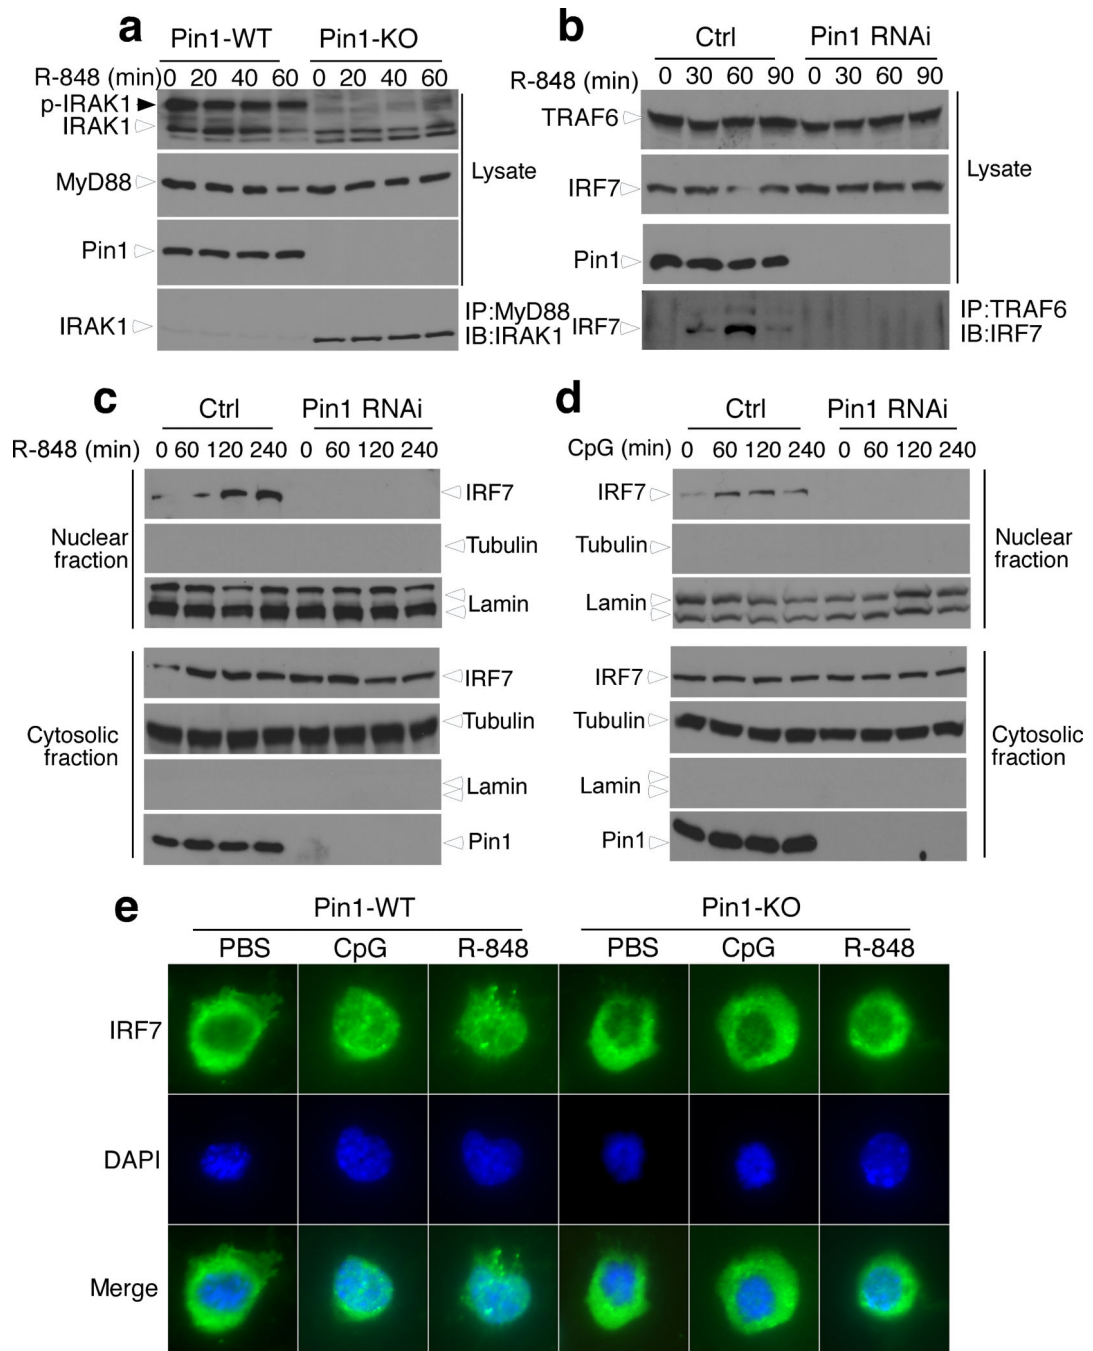 a
Pin1-WT Pin1-KO
R-848 (min) 0 20 40 60 0 20 40 60
p-IRAK1
IRAK1
MyD88
Pin1
Lysate
IRAK1
IP:MyD88
IB:IRAK1
b
Ctrl Pin1 RNAi
R-848 (min) 0 30 60 90 0 30 60 90
TRAF6
IRF7
Pin1
Lysate
IRF7
IP:TRAF6
IB:IRF7
c
Ctrl Pin1 RNAi
R-848 (min) 0 60 120 240 0 60 120 240
Nuclear
fraction
IRF7
Tubulin
Lamin
Cytosolic
fraction
IRF7
Tubulin
Lamin
Pin1
d
Ctrl Pin1 RNAi
CpG (min) 0 60 120 240 0 60 120 240
IRF7
Tubulin
Lamin
Nuclear
fraction
IRF7
Tubulin
Lamin
Pin1
Cytosolic
fraction
e
Pin1-WT Pin1-KO
PBS CpG R-848 PBS CpG R-848
IRF7
DAPI
Merge